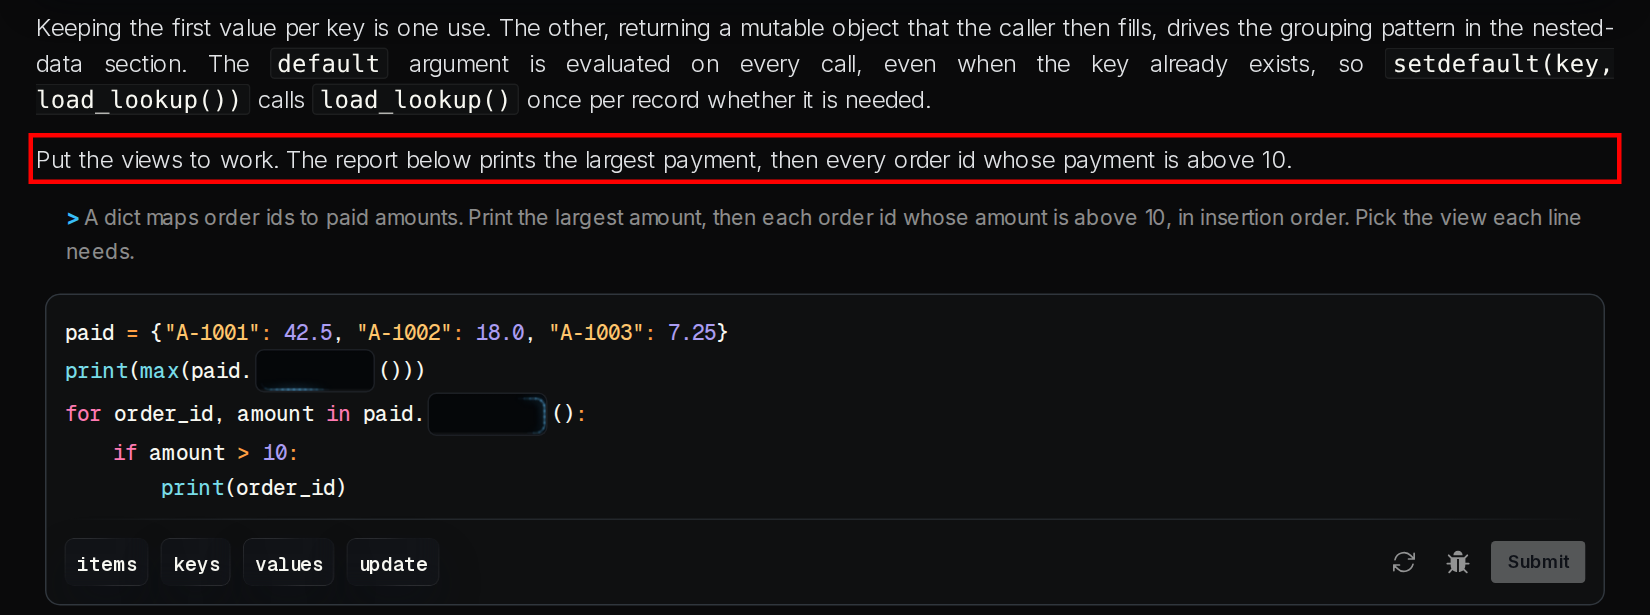 Keeping the first value per key is one use. The other, returning a mutable object that the caller then fills, drives the grouping pattern in the nested-
data section. The default argument is evaluated on every call, even when the key already exists, so setdefault(key,
load_lookup()) calls load_lookup() once per record whether it is needed.
Put the views to work. The report below prints the largest payment, then every order id whose payment is above 10.
> A dict maps order ids to paid amounts. Print the largest amount, then each order id whose amount is above 10, in insertion order. Pick the view each line
needs.
paid = {"A-1001": 42.5, "A-1002": 18.0, "A-1003": 7.25}
print(max(paid. ()))
for order_id, amount in paid. ():
if amount > 10:
print(order_id)
items keys values update Submit